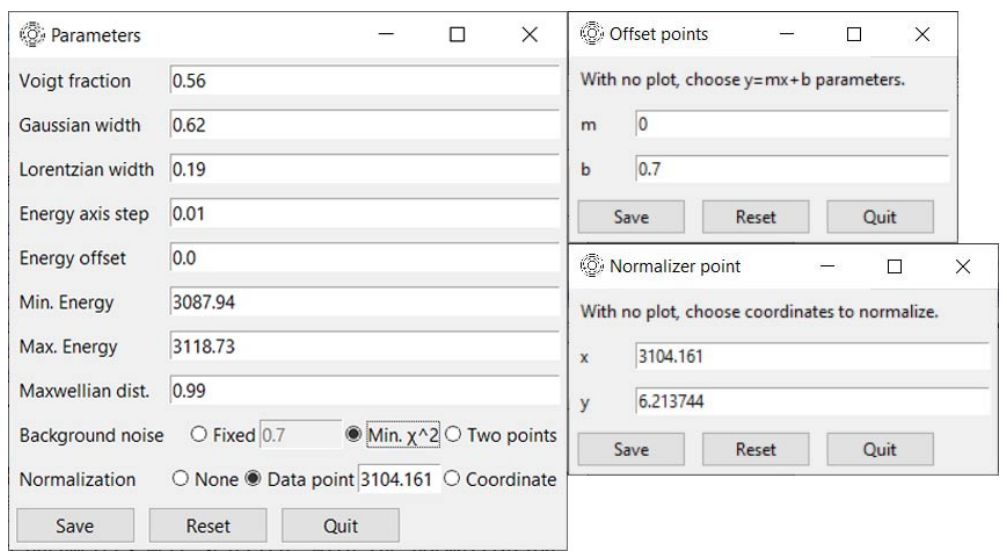 Parameters
Voigt fraction 0.56
Gaussian width 0.62
Lorentzian width 0.19
Energy axis step 0.01
Energy offset 0.0
Min. Energy 3087.94
Max. Energy 3118.73
Maxwellian dist. 0.99
Background noise Fixed 0.7 Min. χ^2 Two points
Normalization None Data point 3104.161 Coordinate
Save Reset Quit
Offset points
With no plot, choose y=mx+b parameters.
m 0
b 0.7
Save Reset Quit
Normalizer point
With no plot, choose coordinates to normalize.
x 3104.161
y 6.213744
Save Reset Quit